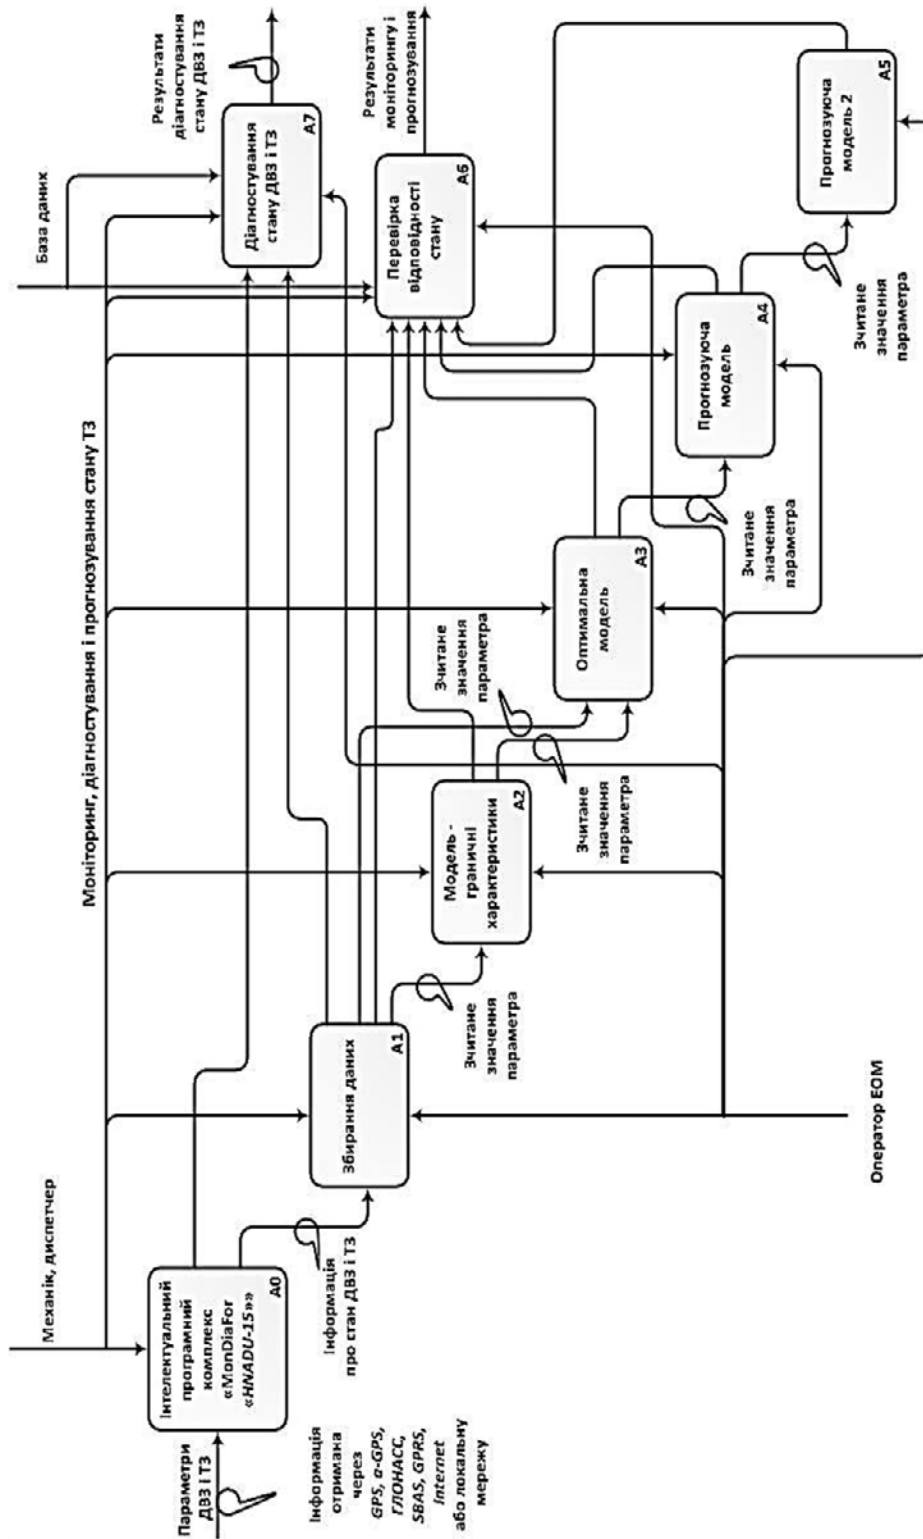 Механік, диспетчер
Моніторинг, діагностування і прогнозування стану ТЗ
База даних
Параметри
ДВЗ і ТЗ
Інтелектуальний
програмний
комплекс
«MonDiaFor
«HNADU-15»»
A0
Інформація
отримана
через
GPS, α-GPS,
ГЛОНАСС,
SBAS, GPRS,
Internet
або локальну
мережу
Інформація
про стан ДВЗ і ТЗ
Збирання даних
A1
Зчитане
значення
параметра
Модель -
граничні
характеристики
A2
Зчитане
значення
параметра
Зчитане
значення
параметра
Оптимальна
модель
A3
Зчитане
значення
параметра
Прогнозуюча
модель
A4
Зчитане
значення
параметра
Прогнозуюча
модель 2
A5
Перевірка
відповідності
стану
A6
Результати
моніторингу і
прогнозування
Діагностування
стану ДВЗ і ТЗ
A7
Результати
діагностування
стану ДВЗ і ТЗ
Оператор ЕОМ